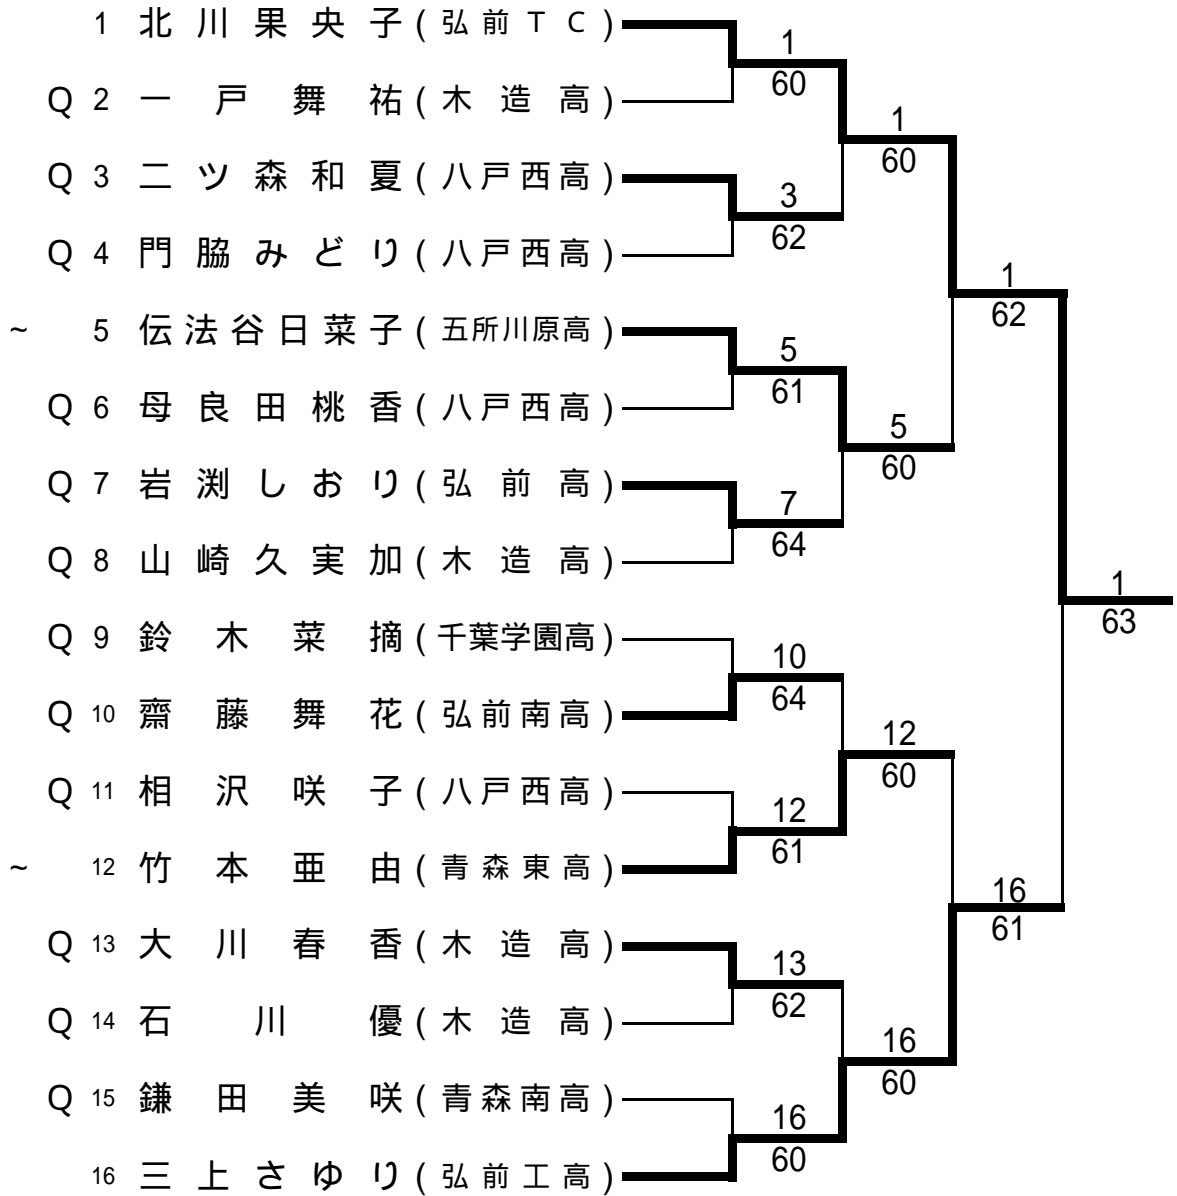 1 北川果央子(弘前TC)
1
60
Q 2 一戸舞祐(木造高)
1
60
Q 3 二ツ森和夏(八戸西高)
3
62
Q 4 門脇みどり(八戸西高)
1
62
~ 5 伝法谷日菜子(五所川原高)
5
61
Q 6 母良田桃香(八戸西高)
5
60
Q 7 岩渕しおり(弘前高)
7
64
Q 8 山崎久実加(木造高)
1
63
Q 9 鈴木菜摘(千葉学園高)
10
64
Q 10 齋藤舞花(弘前南高)
12
60
Q 11 相沢咲子(八戸西高)
12
61
~ 12 竹本亜由(青森東高)
16
61
Q 13 大川春香(木造高)
13
62
Q 14 石川優(木造高)
16
60
Q 15 鎌田美咲(青森南高)
16
60
16 三上さゆり(弘前工高)